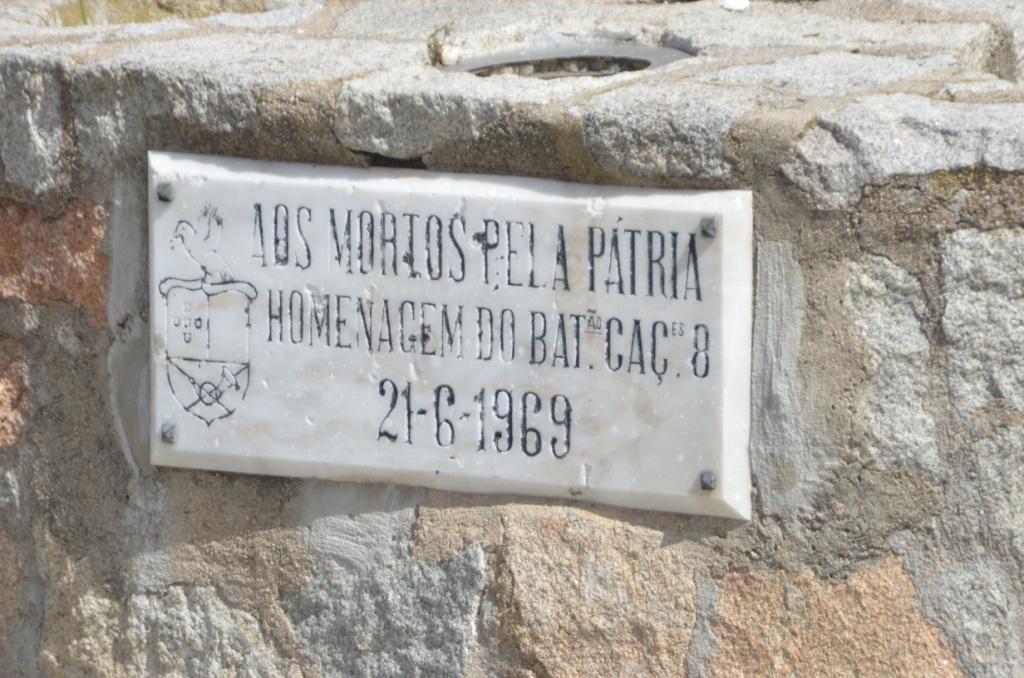 AOS MORTOS PELA PÁTRIA
HOMENAGEM DO BAT.ÃO CAÇ.ES 8
21-6-1969